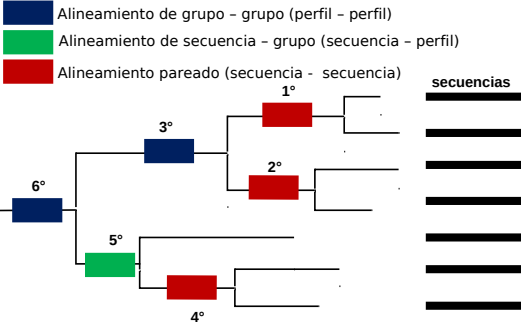 Alineamiento de grupo – grupo (perfil – perfil)
Alineamiento de secuencia – grupo (secuencia – perfil)
Alineamiento pareado (secuencia - secuencia)
secuencias
1°
3°
2°
6°
5°
4°